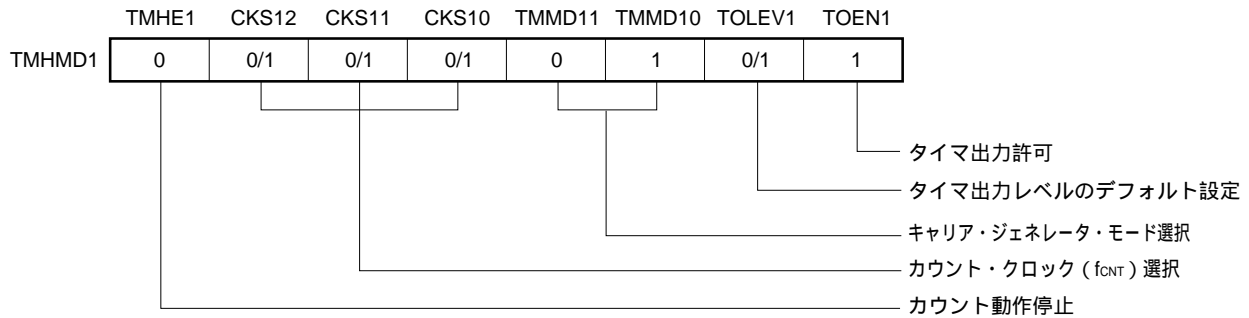 TMHE1 CKS12 CKS11 CKS10 TMMD11 TMMD10 TOLEV1 TOEN1
TMHMD1 0 0/1 0/1 0/1 0 1 0/1 1
タイマ出力許可
タイマ出力レベルのデフォルト設定
キャリア・ジェネレータ・モード選択
カウント・クロック（fCNT）選択
カウント動作停止